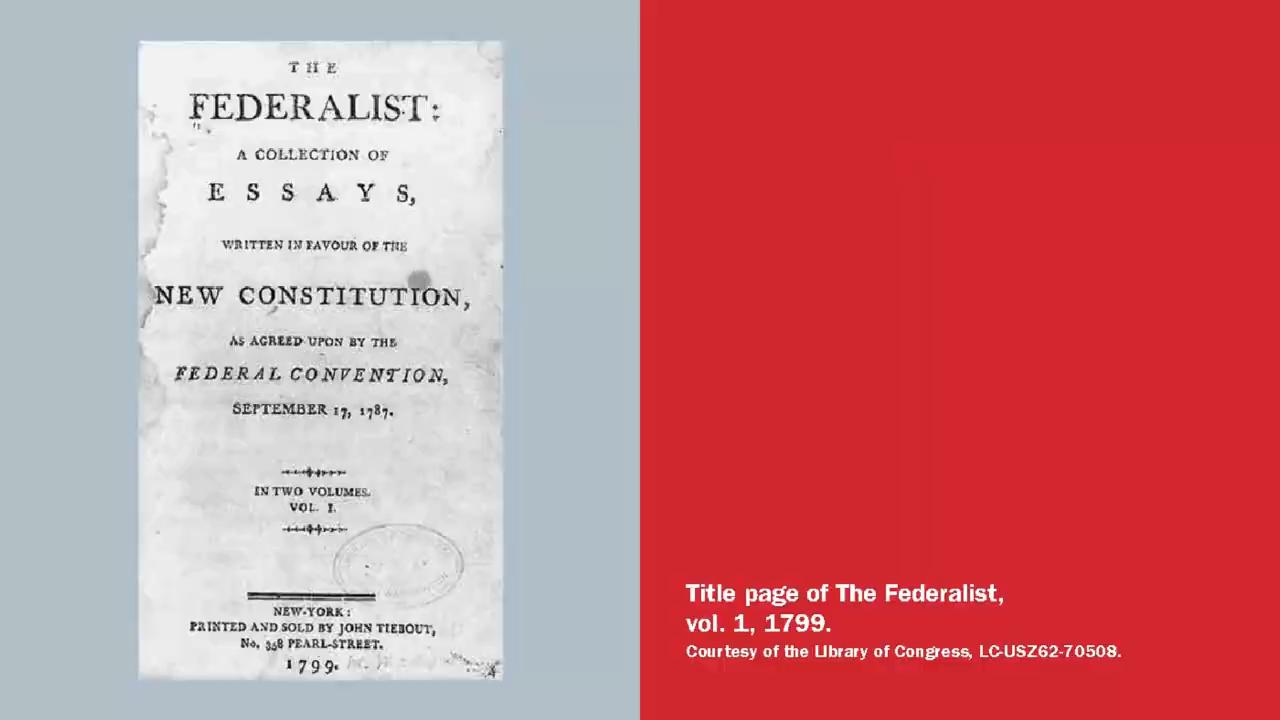 THE
FEDERALIST:
A COLLECTION OF
ESSAYS,
WRITTEN IN FAVOUR OF THE
NEW CONSTITUTION,
AS AGREED UPON BY THE
FEDERAL CONVENTION,
SEPTEMBER 17, 1787.
IN TWO VOLUMES.
VOL. I.
NEW-YORK:
PRINTED AND SOLD BY JOHN TIEBOUT,
No. 358 PEARL-STREET.
1799.
Title page of The Federalist,
vol. 1, 1799.
Courtesy of the Library of Congress, LC-USZ62-70508.